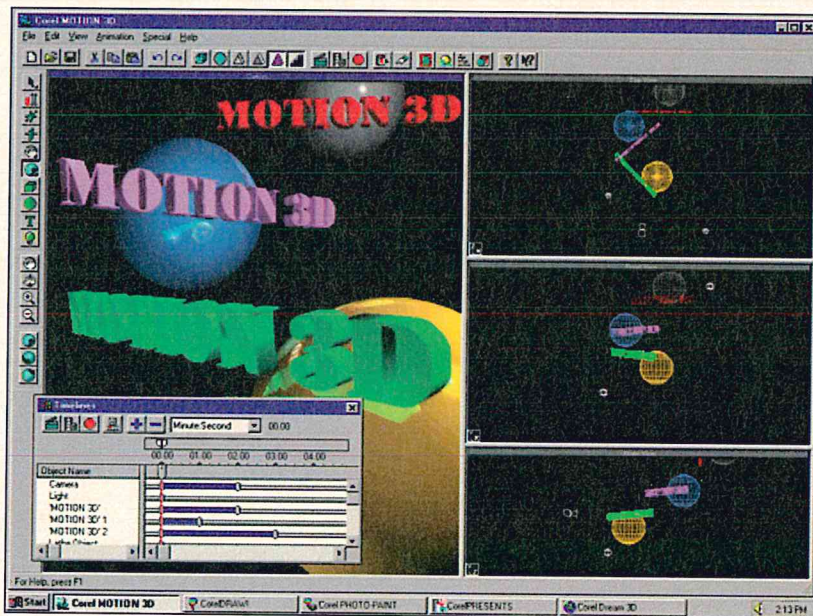 Corel MOTION 3D
File Edit View Animation Special Help
MOTION 3D
MOTION 3D
3D
Timelines
Minute:Second 00.00
00.00 01.00 02.00 03.00 04.00
Object Name
Camera
Light
'MOTION 3D'
'MOTION 3D' 1
'MOTION 3D' 2
Lathe Object
For Help, press F1
Start Corel MOTION 3D CorelDRAW! Corel PHOTO-PAINT CorelPRESENTS Corel Dream 3D 2:13 PM